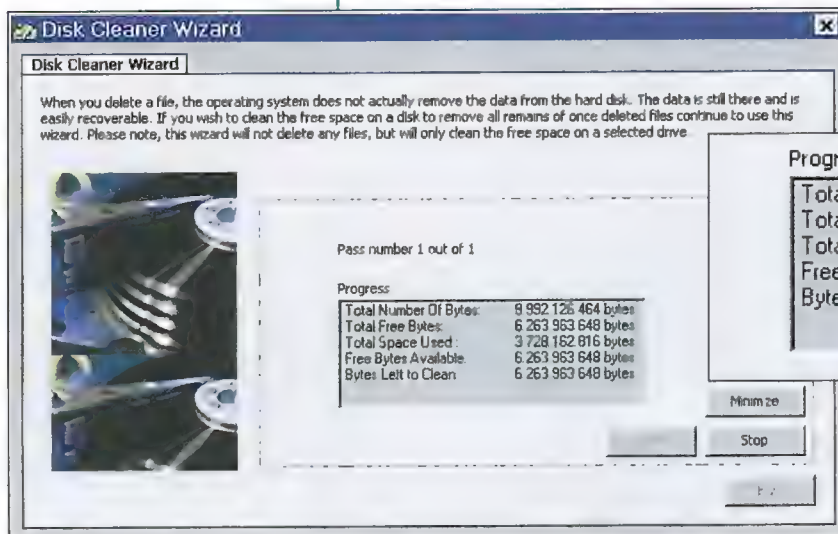 Disk Cleaner Wizard
Disk Cleaner Wizard
When you delete a file, the operating system does not actually remove the data from the hard disk. The data is still there and is
easily recoverable. If you wish to clean the free space on a disk to remove all remains of once deleted files continue to use this
wizard. Please note, this wizard will not delete any files, but will only clean the free space on a selected drive.
Pass number 1 out of 1
Progress
Total Number Of Bytes: 9 992 126 464 bytes
Total Free Bytes: 6 263 963 648 bytes
Total Space Used : 3 728 162 816 bytes
Free Bytes Available: 6 263 963 648 bytes
Bytes Left to Clean 6 263 963 648 bytes
Progr
Tota
Tota
Tota
Free
Byte
Minimize
Stop